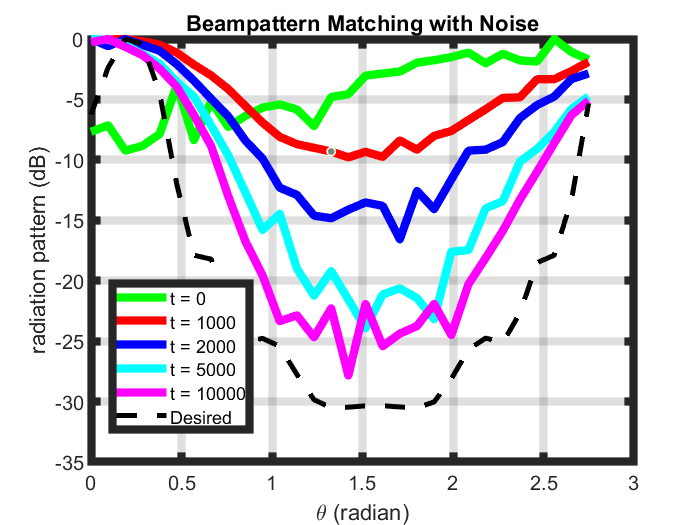 Beampattern Matching with Noise
radiation pattern (dB)
0
-5
-10
-15
-20
-25
-30
-35
t = 0
t = 1000
t = 2000
t = 5000
t = 10000
Desired
0 0.5 1 1.5 2 2.5 3
θ (radian)